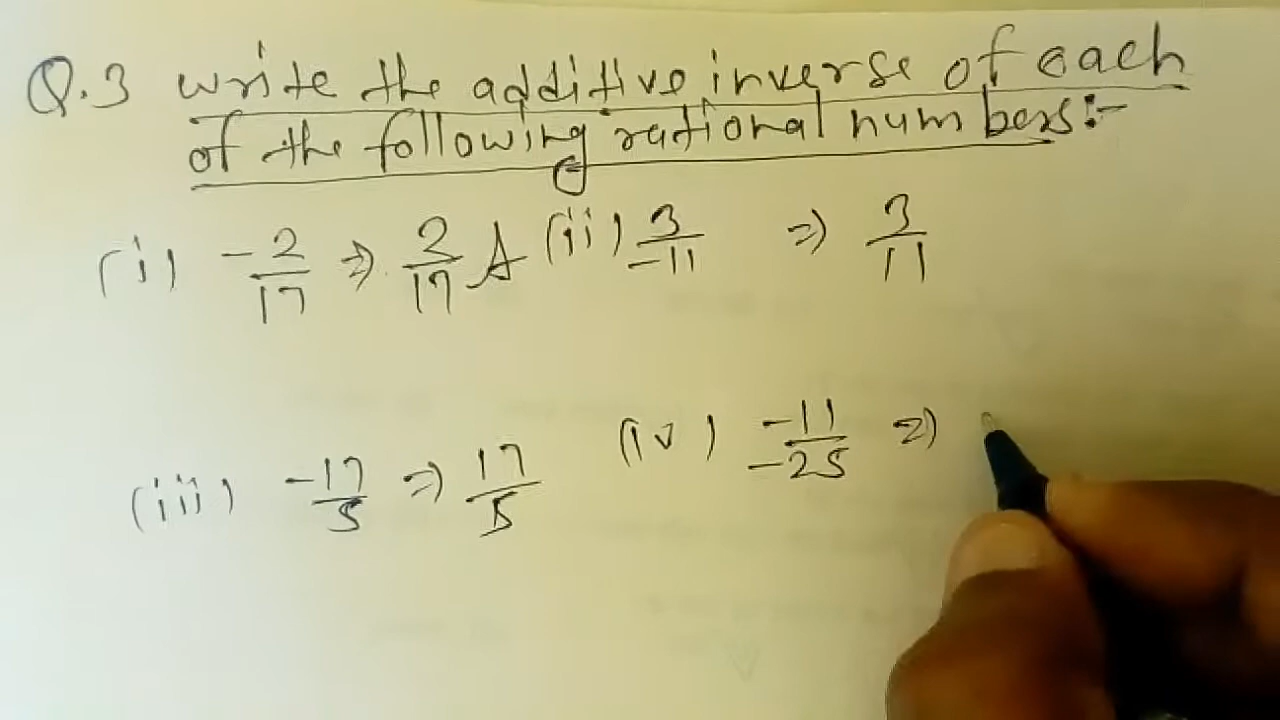 Q.3 write the additive inverse of each
of the following rational numbers:-
(i) -2/17 ⇒ 2/17 A (ii) 3/-11 ⇒ 3/11
(iii) -17/5 ⇒ 17/5 (iv) -11/-25 ⇒